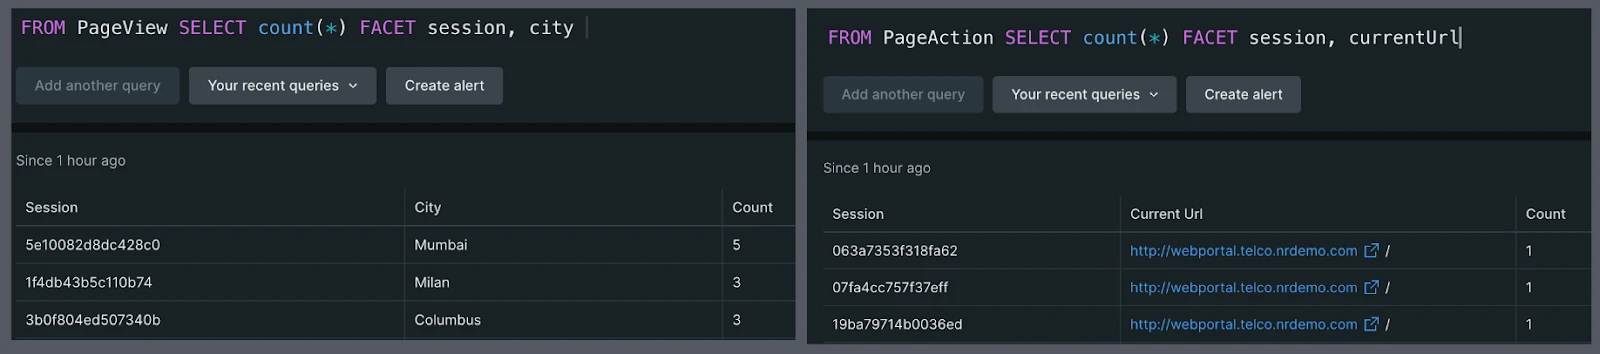 FROM PageView SELECT count(*) FACET session, city
Add another query Your recent queries Create alert
Since 1 hour ago
Session City Count
5e10082d8dc428c0 Mumbai 5
1f4db43b5c110b74 Milan 3
3b0f804ed507340b Columbus 3
FROM PageAction SELECT count(*) FACET session, currentUrl
Add another query Your recent queries Create alert
Since 1 hour ago
Session Current Url Count
063a7353f318fa62 http://webportal.telco.nrdemo.com / 1
07fa4cc757f37eff http://webportal.telco.nrdemo.com / 1
19ba79714b0036ed http://webportal.telco.nrdemo.com / 1